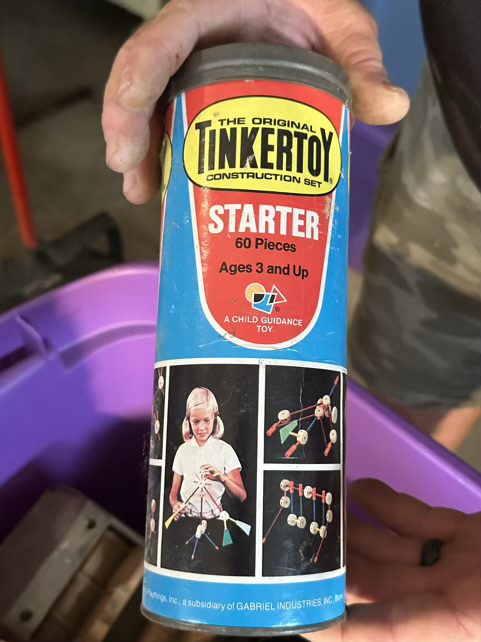 THE ORIGINAL
TINKERTOY®
CONSTRUCTION SET
STARTER
60 Pieces
Ages 3 and Up
®
A CHILD GUIDANCE
TOY.
Inc., a subsidiary of GABRIEL INDUSTRIES, INC.